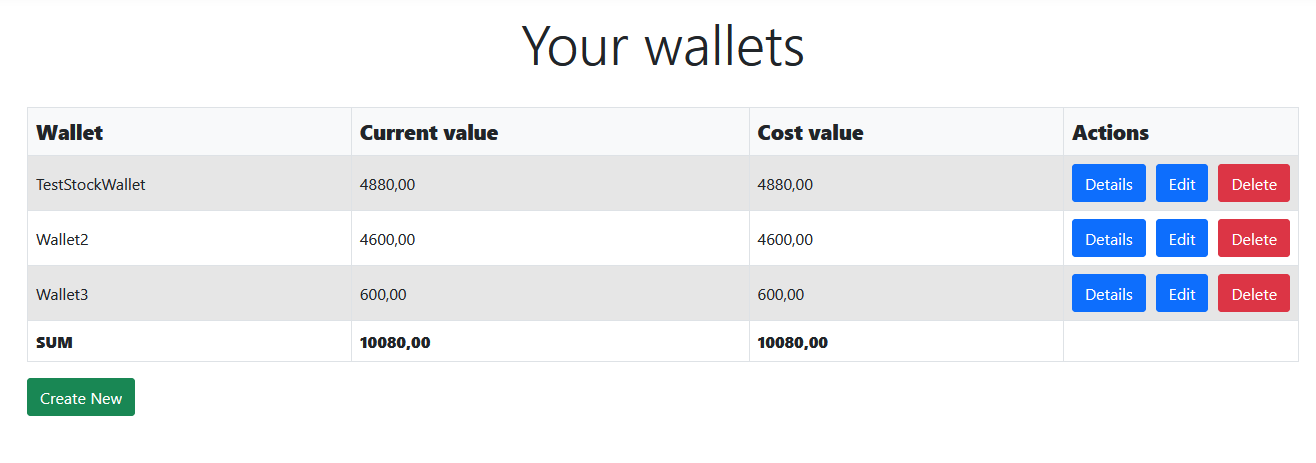 Your wallets
Wallet Current value Cost value Actions
TestStockWallet 4880,00 4880,00 Details Edit Delete
Wallet2 4600,00 4600,00 Details Edit Delete
Wallet3 600,00 600,00 Details Edit Delete
SUM 10080,00 10080,00
Create New